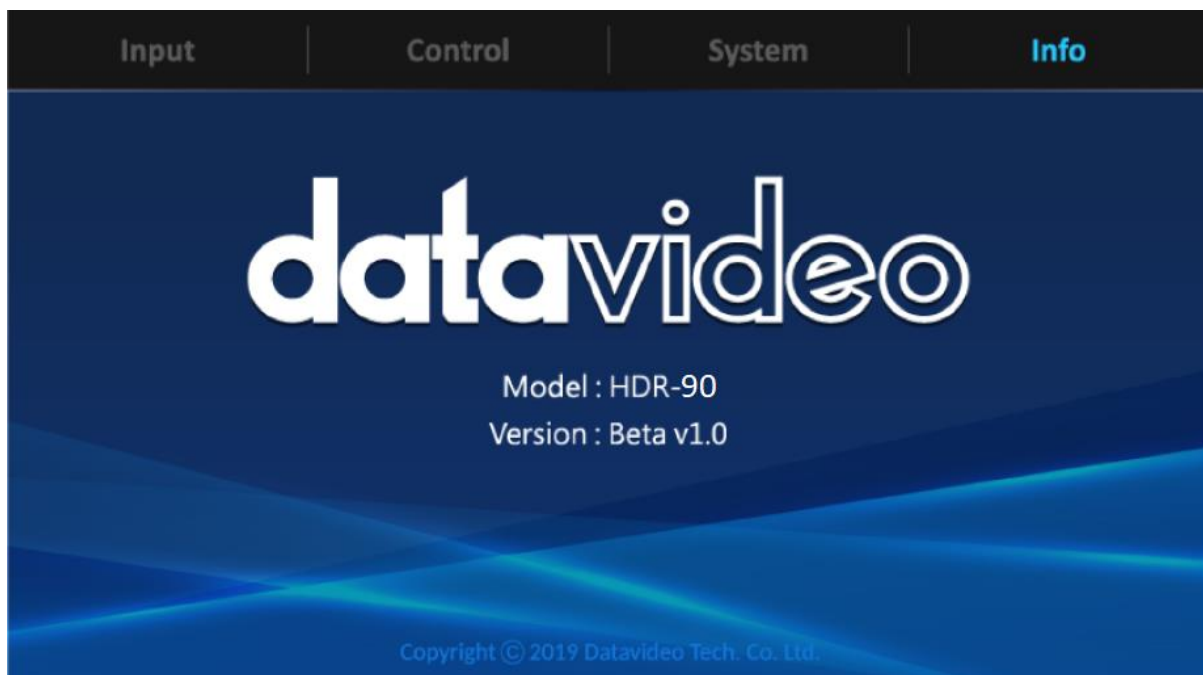 Input Control System Info
datavideo
Model : HDR-90
Version : Beta v1.0
Copyright ⓒ 2019 Datavideo Tech. Co. Ltd.